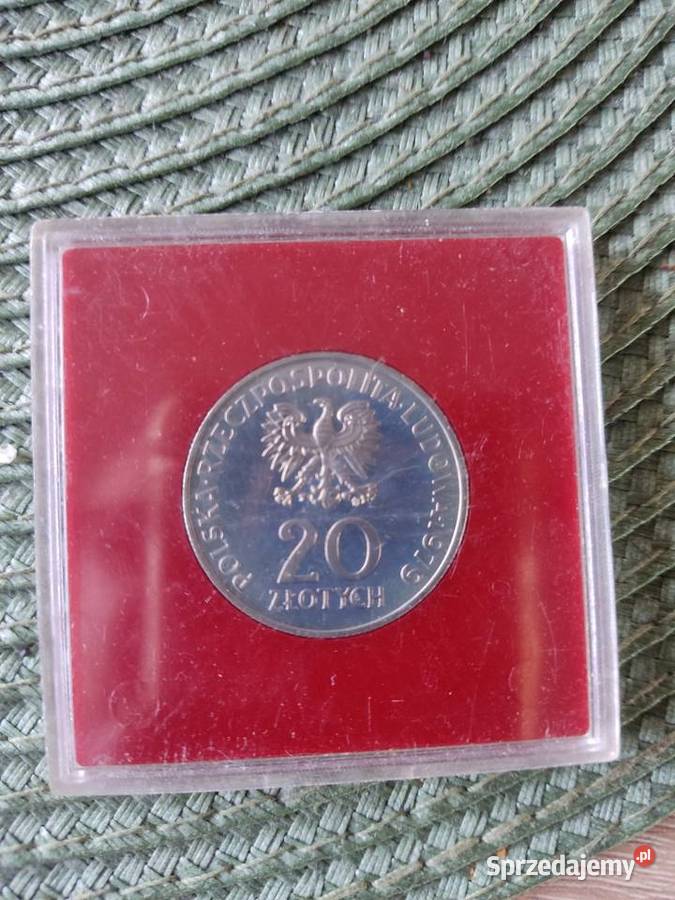 POLSKA·RZECZPOSPOLITA·LUDOWA·1979
20
ZŁOTYCH
Sprzedajemy.pl